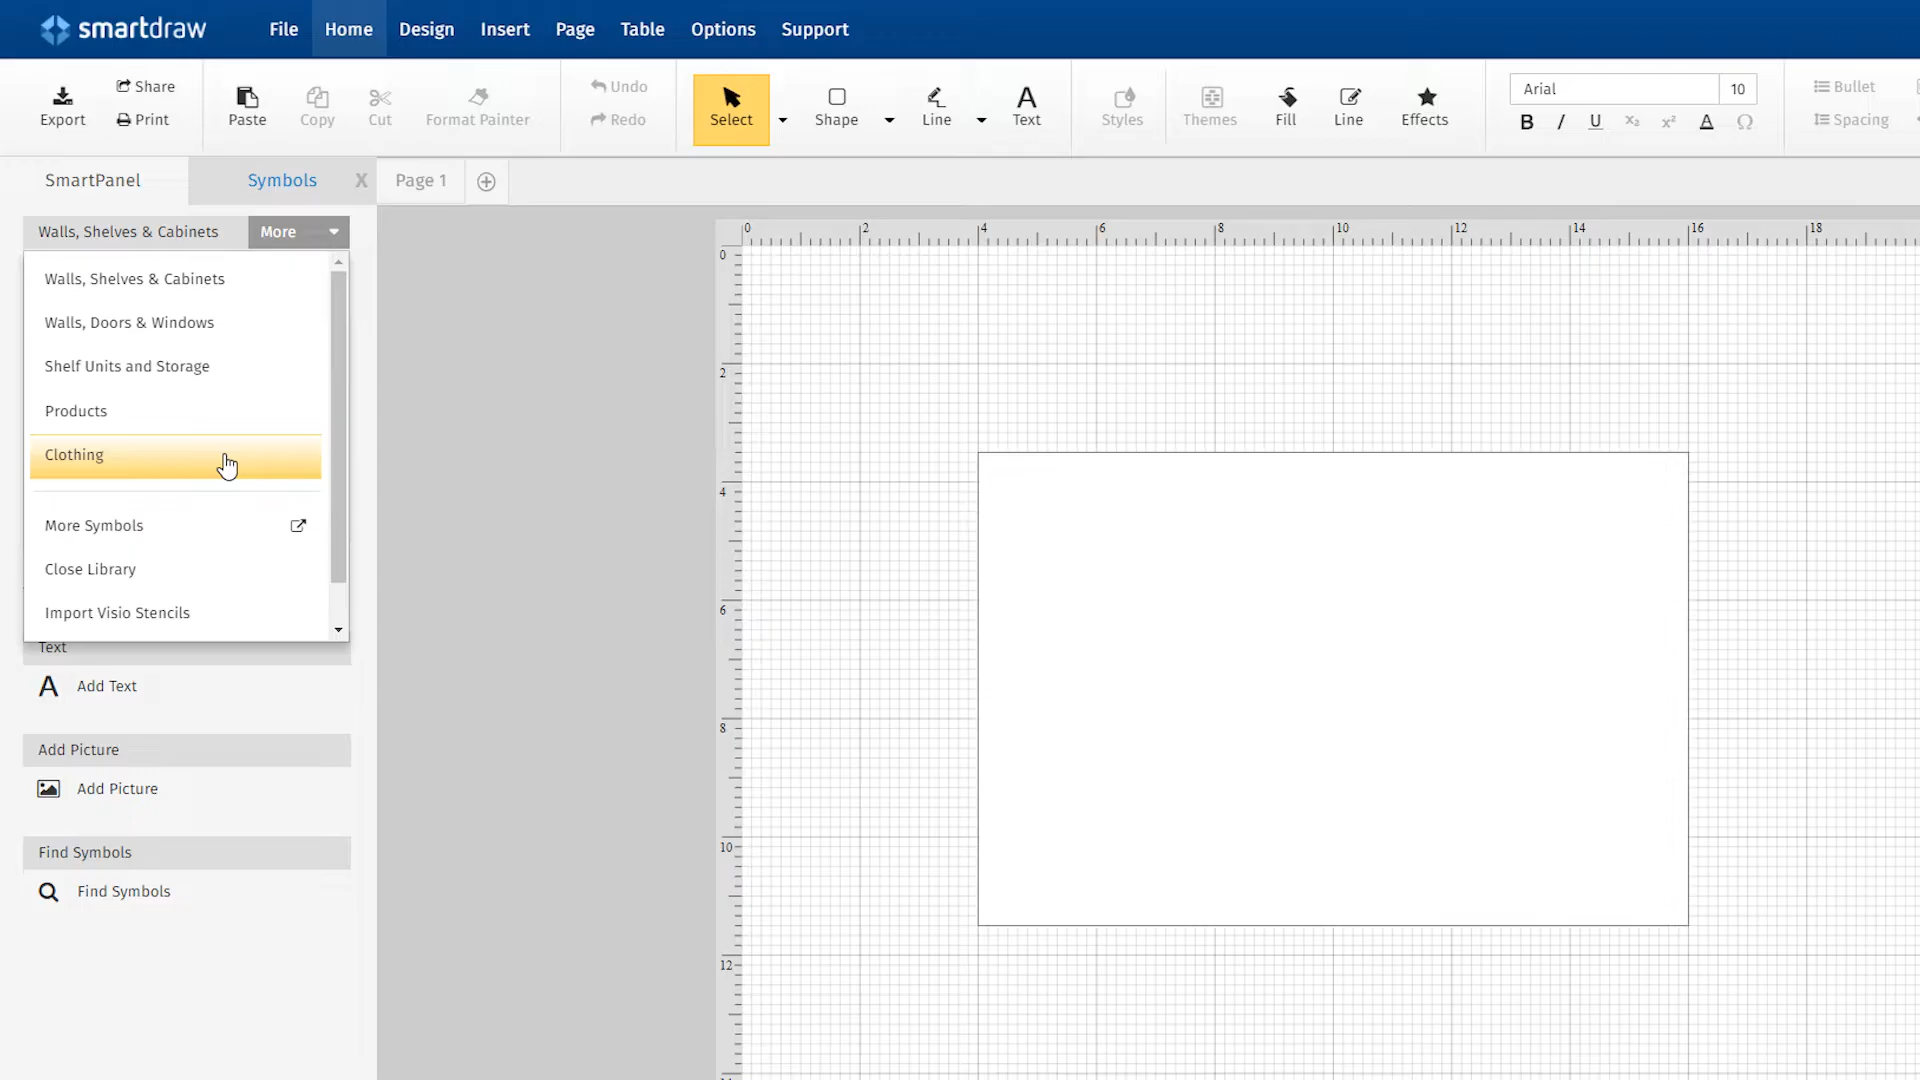 smartdraw
File Home Design Insert Page Table Options Support
Export Share Print Paste Copy Cut Format Painter Undo Redo Select Shape Line Text Styles Themes Fill Line Effects Arial 10 B I U X₂ X² A Ω Bullet Spacing
SmartPanel Symbols X Page 1
Walls, Shelves & Cabinets More
Walls, Shelves & Cabinets
Walls, Doors & Windows
Shelf Units and Storage
Products
Clothing
More Symbols
Close Library
Import Visio Stencils
Text
A Add Text
Add Picture
Add Picture
Find Symbols
Find Symbols
0 2 4 6 8 10 12 14 16 18
0
2
4
6
8
10
12